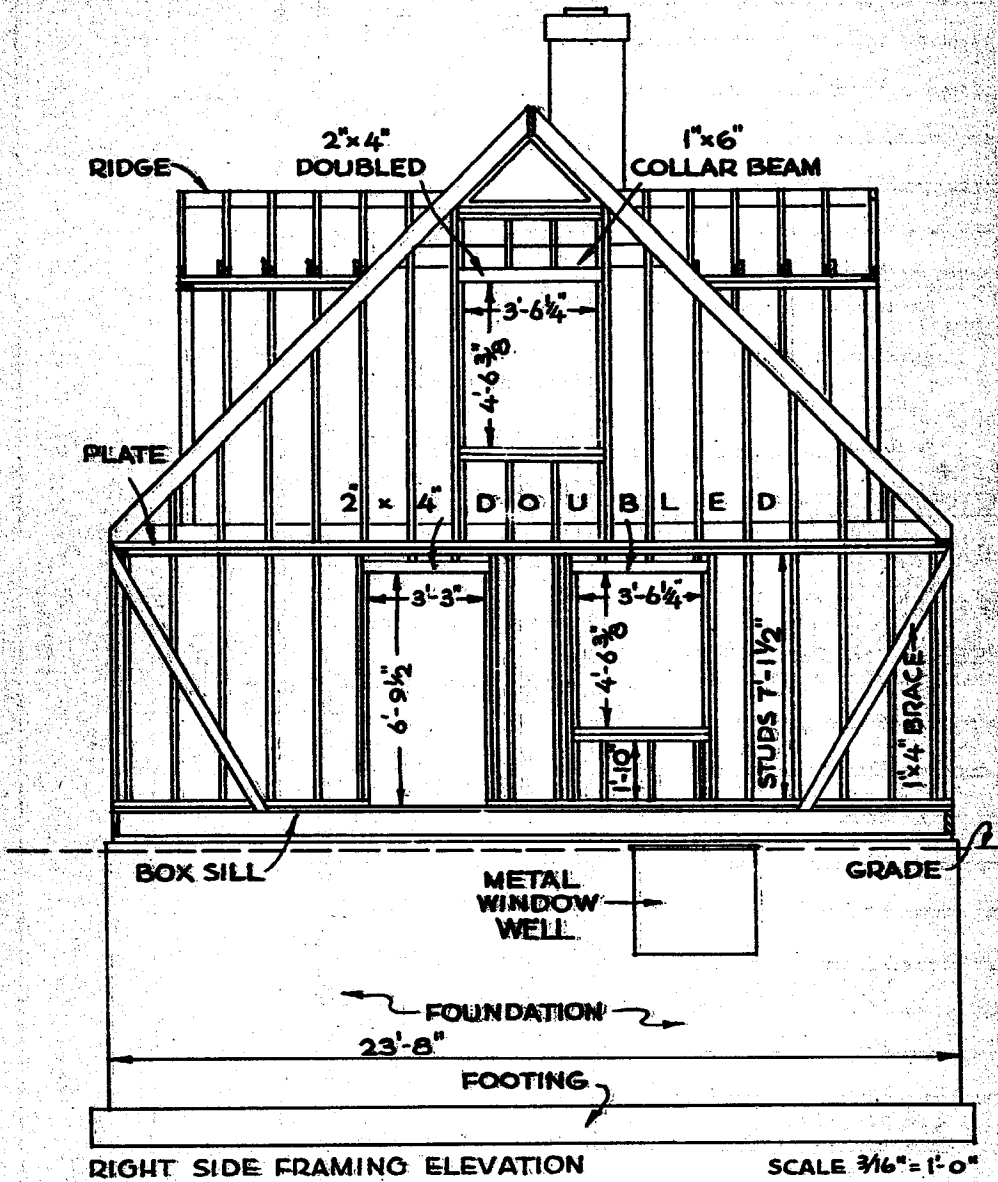 2"x4"
DOUBLED
1"x6"
COLLAR BEAM
RIDGE
3'-6¼"
4'-6⅜"
PLATE
2" x 4" DOUBLED
3'-3"
3'-6¼"
6'-9½"
4'-6⅜"
1'-10"
STUDS 7'-1½"
1"x4" BRACE
BOX SILL
GRADE
METAL
WINDOW
WELL
FOUNDATION
23'-8"
FOOTING
RIGHT SIDE FRAMING ELEVATION
SCALE 3/16"=1'-0"